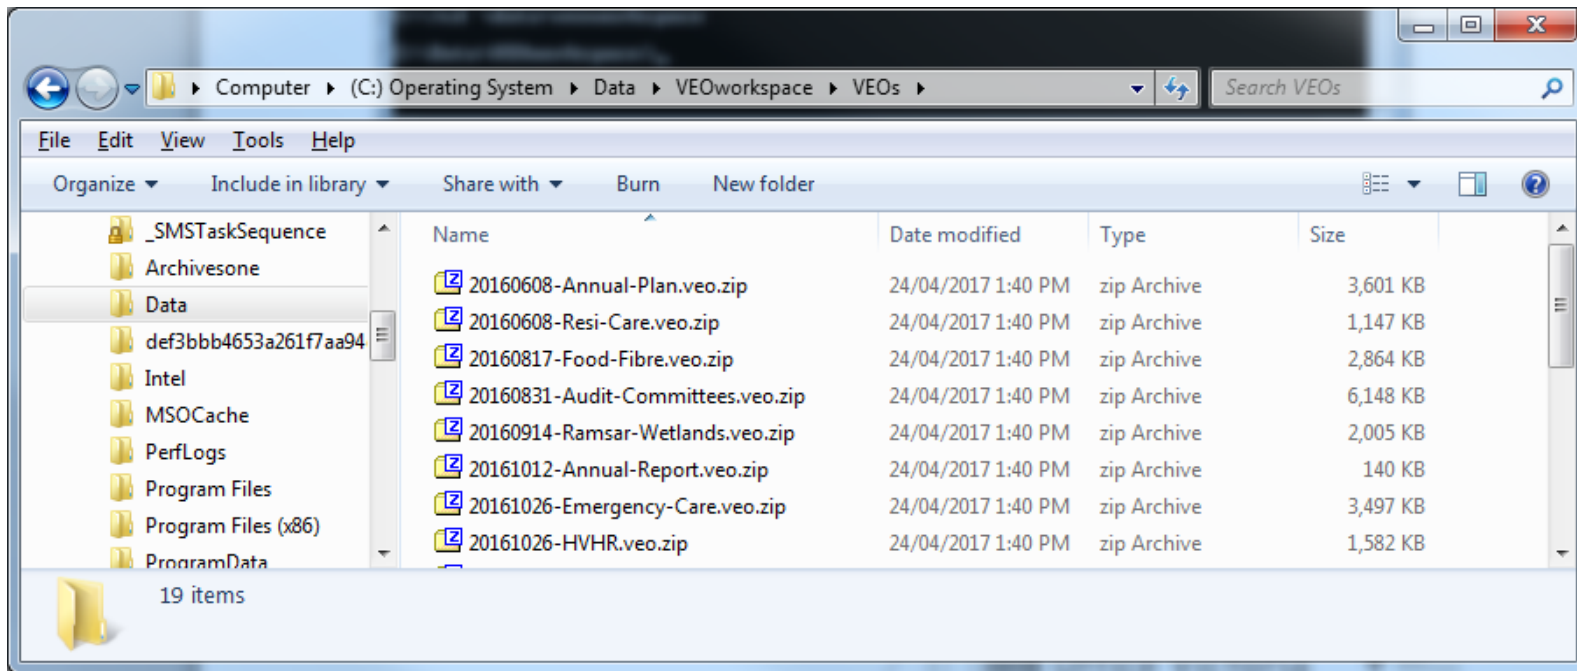 Computer (C:) Operating System Data VEOworkspace VEOs Search VEOs
File Edit View Tools Help
Organize Include in library Share with Burn New folder
_SMSTaskSequence
Archivesone
Data
def3bbb4653a261f7aa94
Intel
MSOCache
PerfLogs
Program Files
Program Files (x86)
ProgramData
Name Date modified Type Size
20160608-Annual-Plan.veo.zip 24/04/2017 1:40 PM zip Archive 3,601 KB
20160608-Resi-Care.veo.zip 24/04/2017 1:40 PM zip Archive 1,147 KB
20160817-Food-Fibre.veo.zip 24/04/2017 1:40 PM zip Archive 2,864 KB
20160831-Audit-Committees.veo.zip 24/04/2017 1:40 PM zip Archive 6,148 KB
20160914-Ramsar-Wetlands.veo.zip 24/04/2017 1:40 PM zip Archive 2,005 KB
20161012-Annual-Report.veo.zip 24/04/2017 1:40 PM zip Archive 140 KB
20161026-Emergency-Care.veo.zip 24/04/2017 1:40 PM zip Archive 3,497 KB
20161026-HVHR.veo.zip 24/04/2017 1:40 PM zip Archive 1,582 KB
19 items